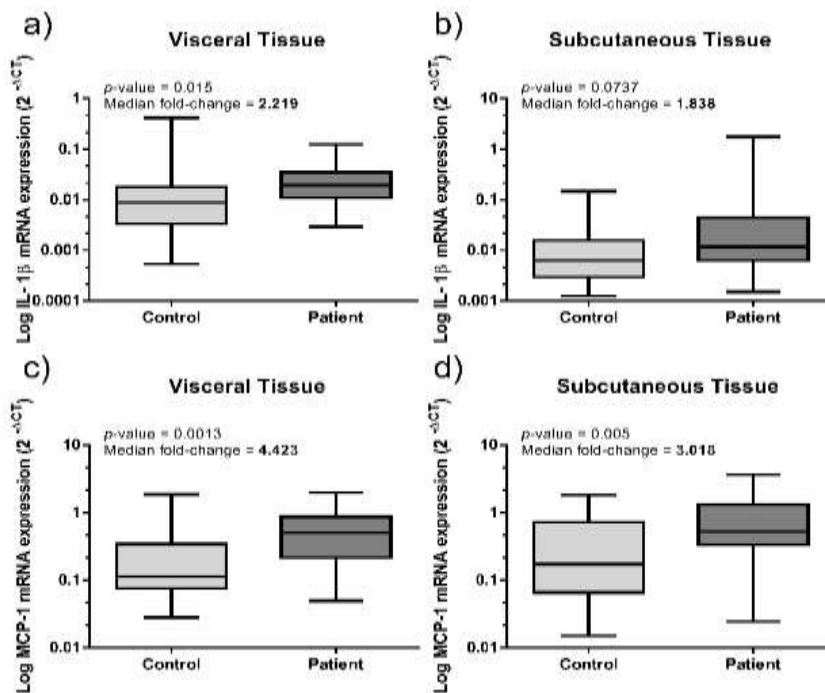 a)
Visceral Tissue
p-value = 0.015
Median fold-change = 2.219
Log IL-1β mRNA expression (2 -ΔCT)
1
0.1
0.01
0.001
0.0001
Control
Patient
b)
Subcutaneous Tissue
p-value = 0.0737
Median fold-change = 1.838
Log IL-1β mRNA expression (2 -ΔCT)
10
1
0.1
0.01
0.001
Control
Patient
c)
Visceral Tissue
p-value = 0.0013
Median fold-change = 4.423
Log MCP-1 mRNA expression (2 -ΔCT)
10
1
0.1
0.01
Control
Patient
d)
Subcutaneous Tissue
p-value = 0.005
Median fold-change = 3.018
Log MCP-1 mRNA expression (2 -ΔCT)
10
1
0.1
0.01
Control
Patient